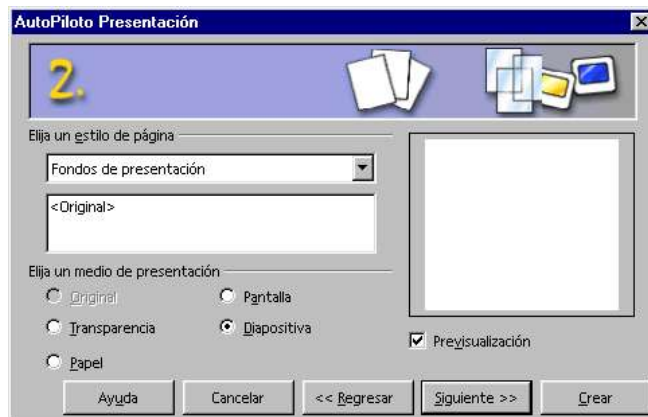 AutoPiloto Presentación
2.
Elija un estilo de página
Fondos de presentación
<Original>
Elija un medio de presentación
Original
Pantalla
Transparencia
Diapositiva
Papel
Previsualización
Ayuda
Cancelar
<< Regresar
Siguiente >>
Crear